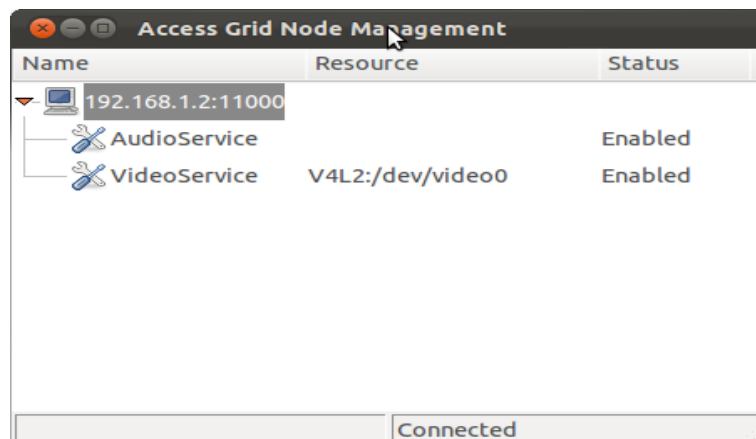 Access Grid Node Management
Name Resource Status
192.168.1.2:11000
AudioService Enabled
VideoService V4L2:/dev/video0 Enabled
Connected